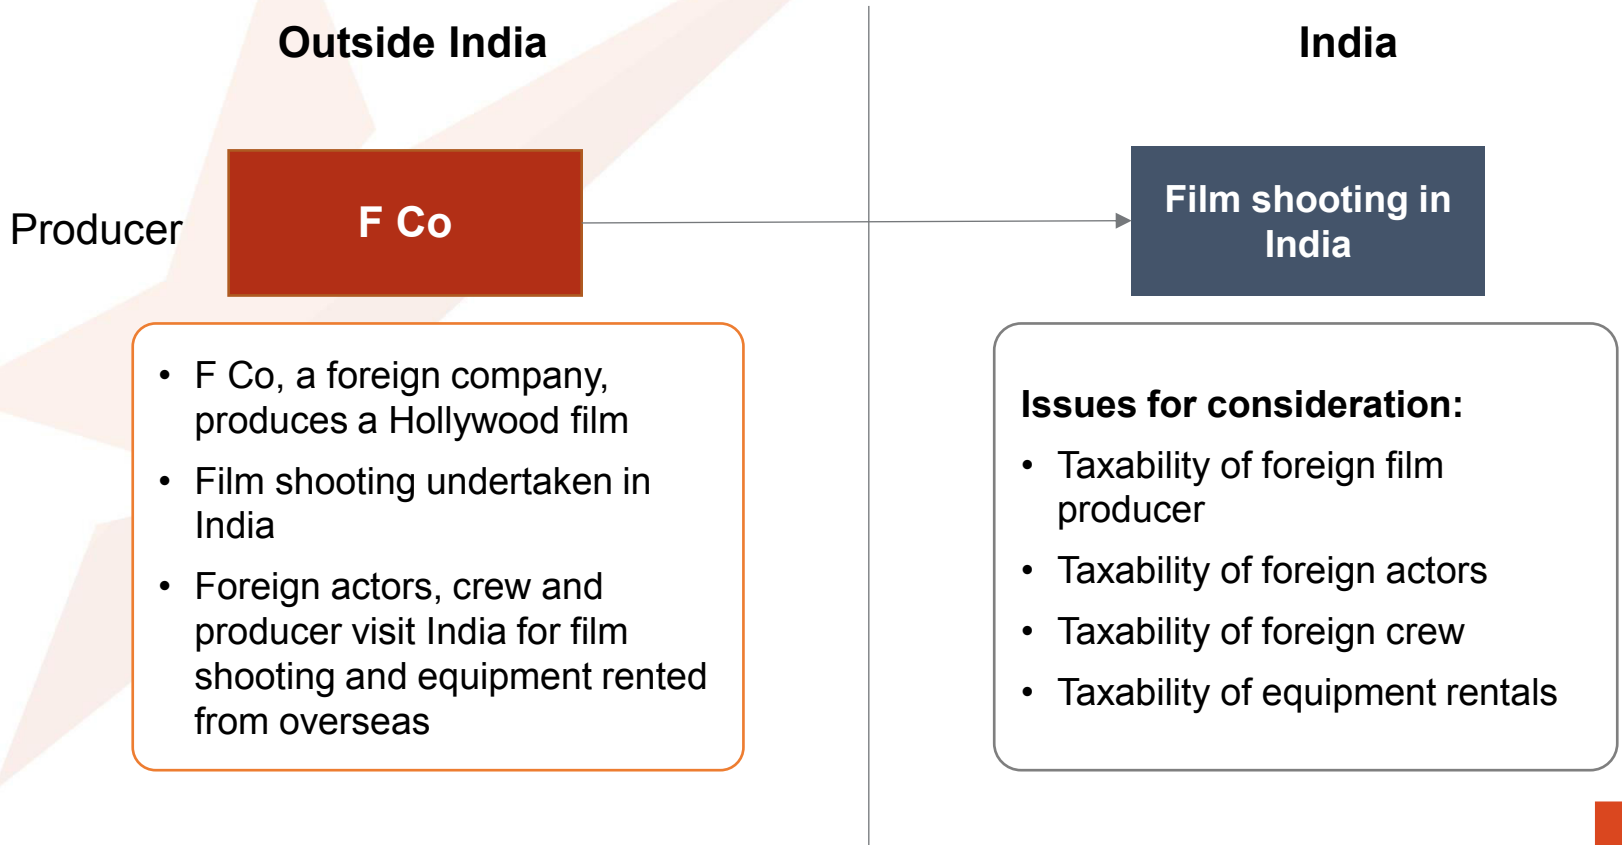 Outside India
India
Producer
F Co
Film shooting in
India
• F Co, a foreign company,
produces a Hollywood film
• Film shooting undertaken in
India
• Foreign actors, crew and
producer visit India for film
shooting and equipment rented
from overseas
Issues for consideration:
• Taxability of foreign film
producer
• Taxability of foreign actors
• Taxability of foreign crew
• Taxability of equipment rentals